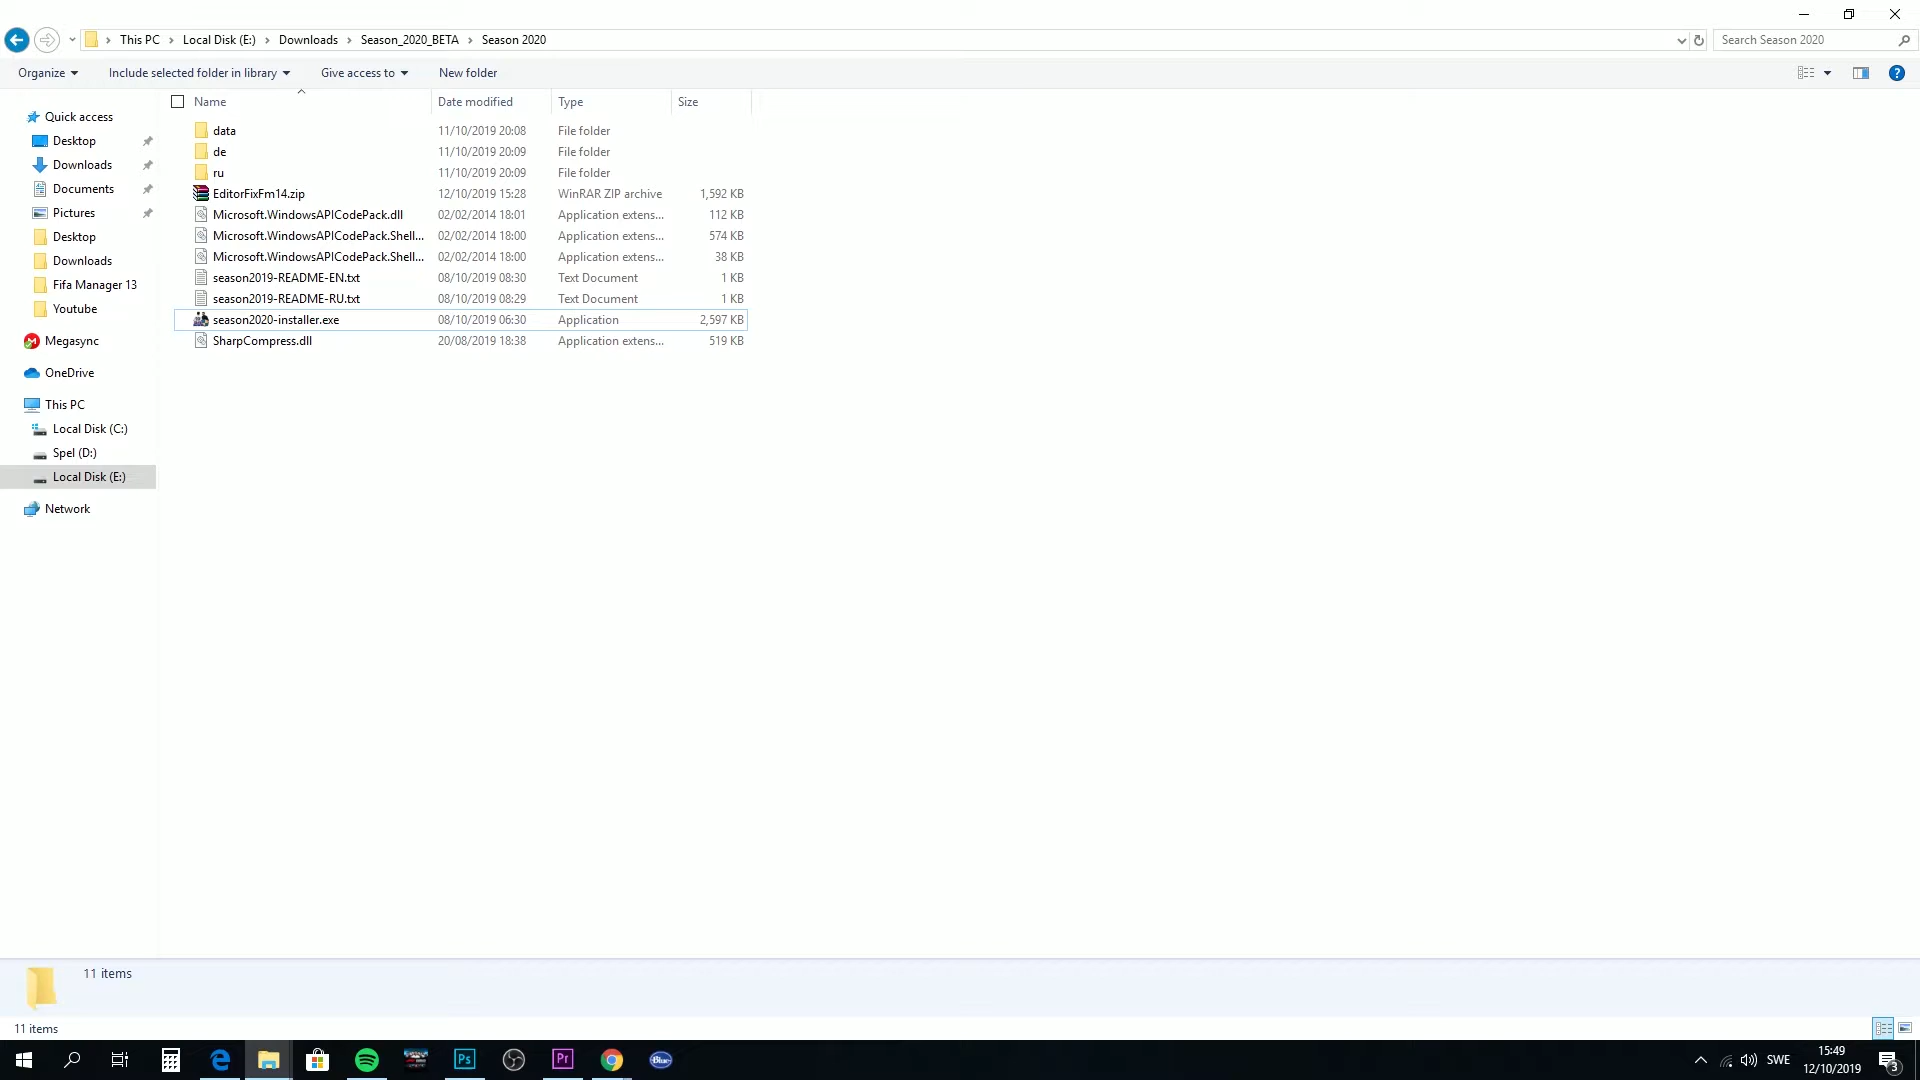 This PC Local Disk (E:) Downloads Season_2020_BETA Season 2020 Search Season 2020
Organize Include selected folder in library Give access to New folder
Name Date modified Type Size
Quick access
Desktop
Downloads
Documents
Pictures
Desktop
Downloads
Fifa Manager 13
Youtube
Megasync
OneDrive
This PC
Local Disk (C:)
Spel (D:)
Local Disk (E:)
Network
data 11/10/2019 20:08 File folder
de 11/10/2019 20:09 File folder
ru 11/10/2019 20:09 File folder
EditorFixFm14.zip 12/10/2019 15:28 WinRAR ZIP archive 1,592 KB
Microsoft.WindowsAPICodePack.dll 02/02/2014 18:01 Application extens... 112 KB
Microsoft.WindowsAPICodePack.Shell... 02/02/2014 18:00 Application extens... 574 KB
Microsoft.WindowsAPICodePack.Shell... 02/02/2014 18:00 Application extens... 38 KB
season2019-README-EN.txt 08/10/2019 08:30 Text Document 1 KB
season2019-README-RU.txt 08/10/2019 08:29 Text Document 1 KB
season2020-installer.exe 08/10/2019 06:30 Application 2,597 KB
SharpCompress.dll 20/08/2019 18:38 Application extens... 519 KB
11 items
11 items
Ps Pr Blue
SWE 15:49
12/10/2019 3